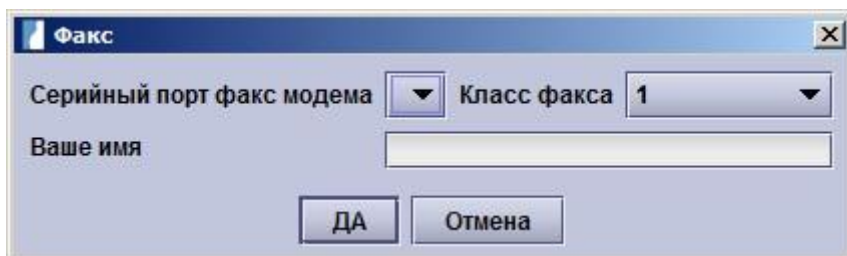 Факс
Серийный порт факс модема Класс факса 1
Ваше имя
ДА Отмена